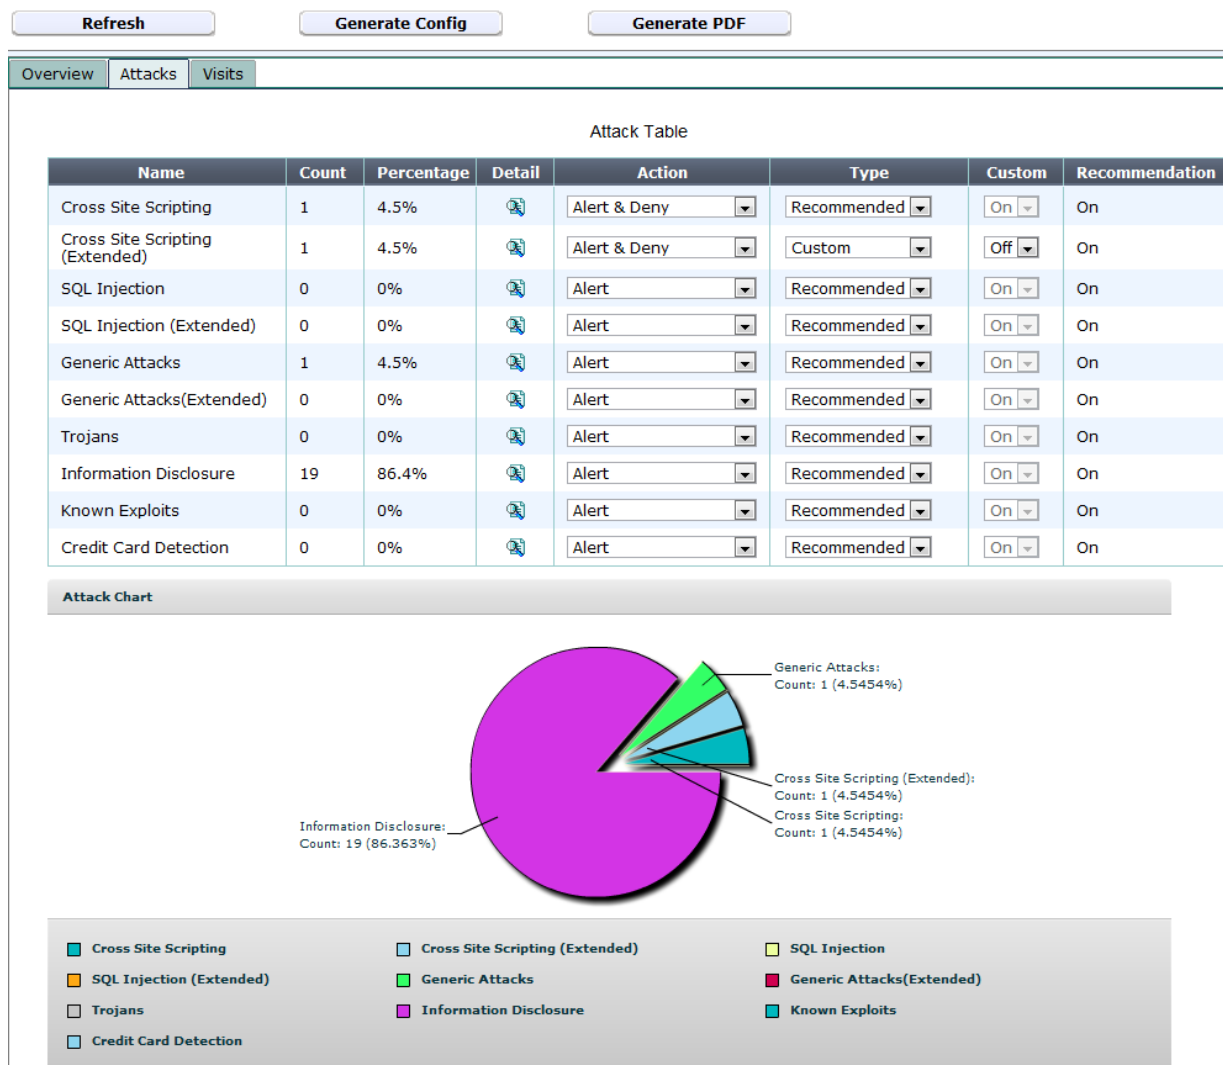 Refresh Generate Config Generate PDF
Overview Attacks Visits
Attack Table
Name Count Percentage Detail Action Type Custom Recommendation
Cross Site Scripting 1 4.5% Alert & Deny Recommended On On
Cross Site Scripting
(Extended) 1 4.5% Alert & Deny Custom Off On
SQL Injection 0 0% Alert Recommended On On
SQL Injection (Extended) 0 0% Alert Recommended On On
Generic Attacks 1 4.5% Alert Recommended On On
Generic Attacks(Extended) 0 0% Alert Recommended On On
Trojans 0 0% Alert Recommended On On
Information Disclosure 19 86.4% Alert Recommended On On
Known Exploits 0 0% Alert Recommended On On
Credit Card Detection 0 0% Alert Recommended On On
Attack Chart
Generic Attacks:
Count: 1 (4.5454%)
Cross Site Scripting (Extended):
Count: 1 (4.5454%)
Cross Site Scripting:
Count: 1 (4.5454%)
Information Disclosure:
Count: 19 (86.363%)
Cross Site Scripting Cross Site Scripting (Extended) SQL Injection
SQL Injection (Extended) Generic Attacks Generic Attacks(Extended)
Trojans Information Disclosure Known Exploits
Credit Card Detection